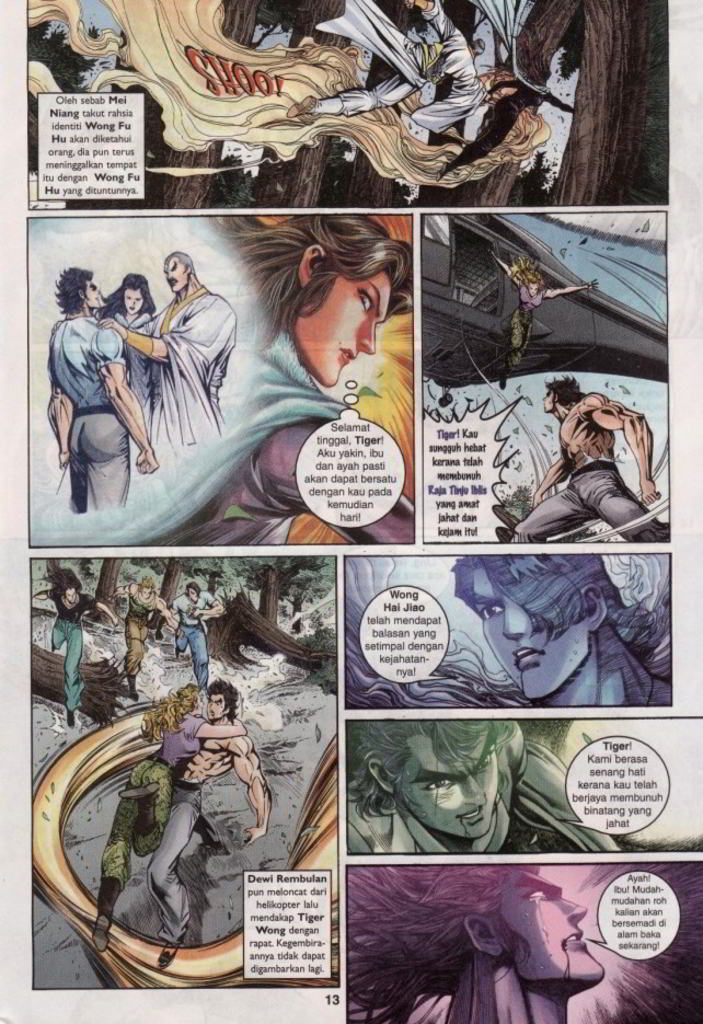 SHOO!
Oleh sebab Mei
Niang takut rahsia
identiti Wong Fu
Hu akan diketahui
orang, dia pun terus
meninggalkan tempat
itu dengan Wong Fu
Hu yang dituntunnya.
Selamat
tinggal, Tiger!
Aku yakin, ibu
dan ayah pasti
akan dapat bersatu
dengan kau pada
kemudian
hari!
Tiger! Kau
sungguh hebat
kerana telah
membunuh
Raja Tinju Iblis
yang amat
jahat dan
kejam itu!
Dewi Rembulan
pun meloncat dari
helikopter lalu
mendakap Tiger
Wong dengan
rapat. Kegembira-
annya tidak dapat
digambarkan lagi.
Wong
Hai Jiao
telah mendapat
balasan yang
setimpal dengan
kejahatan-
nya!
Tiger!
Kami berasa
senang hati
kerana kau telah
berjaya membunuh
binatang yang
jahat
Ayah!
Ibu! Mudah-
mudahan roh
kalian akan
bersemadi di
alam baka
sekarang!
13